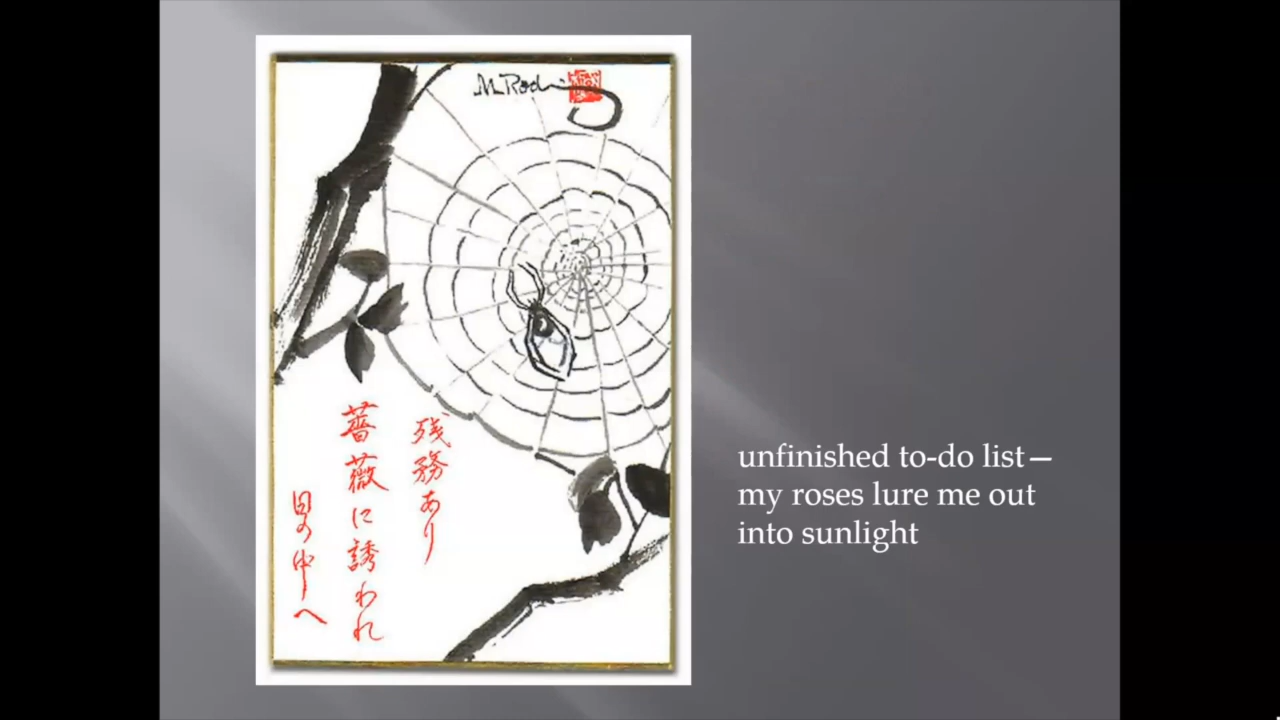 残務あり
薔薇に誘われ
日の中へ
unfinished to-do list—
my roses lure me out
into sunlight